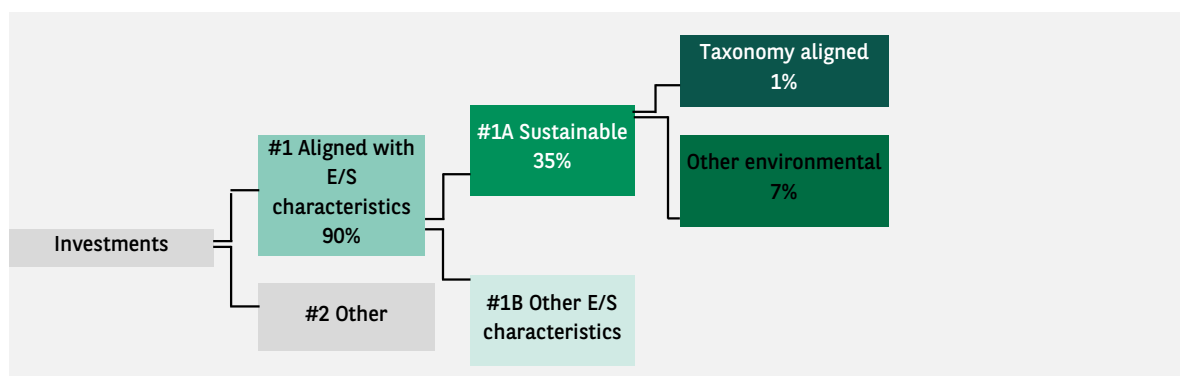 Investments
#1 Aligned with
E/S
characteristics
90%
#2 Other
#1A Sustainable
35%
#1B Other E/S
characteristics
Taxonomy aligned
1%
Other environmental
7%